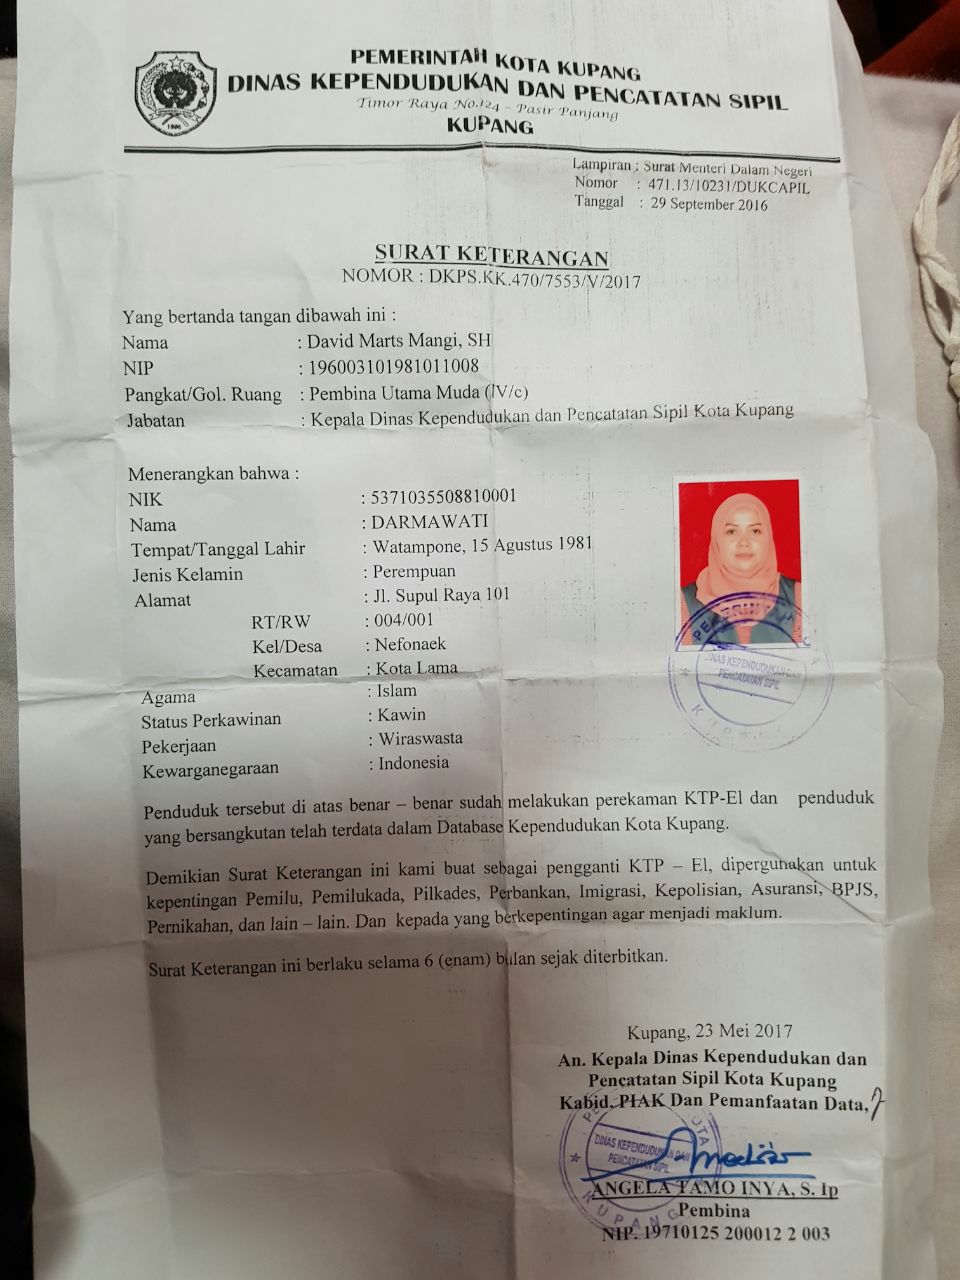 PEMERINTAH KOTA KUPANG
DINAS KEPENDUDUKAN DAN PENCATATAN SIPIL
Timor Raya No.124 - Pasir Panjang
KUPANG
1996
Lampiran : Surat Menteri Dalam Negeri
Nomor : 471.13/10231/DUKCAPIL
Tanggal : 29 September 2016
SURAT KETERANGAN
NOMOR : DKPS.KK.470/7553/V/2017
Yang bertanda tangan dibawah ini :
Nama : David Marts Mangi, SH
NIP : 196003101981011008
Pangkat/Gol. Ruang : Pembina Utama Muda (IV/c)
Jabatan : Kepala Dinas Kependudukan dan Pencatatan Sipil Kota Kupang
Menerangkan bahwa :
NIK : 5371035508810001
Nama : DARMAWATI
Tempat/Tanggal Lahir : Watampone, 15 Agustus 1981
Jenis Kelamin : Perempuan
Alamat : Jl. Supul Raya 101
RT/RW : 004/001
Kel/Desa : Nefonaek
Kecamatan : Kota Lama
Agama : Islam
Status Perkawinan : Kawin
Pekerjaan : Wiraswasta
Kewarganegaraan : Indonesia
DINAS KEPENDUDUKAN DAN
PENCATATAN SIPIL
Penduduk tersebut di atas benar – benar sudah melakukan perekaman KTP-El dan penduduk
yang bersangkutan telah terdata dalam Database Kependudukan Kota Kupang.
Demikian Surat Keterangan ini kami buat sebagai pengganti KTP – El, dipergunakan untuk
kepentingan Pemilu, Pemilukada, Pilkades, Perbankan, Imigrasi, Kepolisian, Asuransi, BPJS,
Pernikahan, dan lain – lain. Dan kepada yang berkepentingan agar menjadi maklum.
Surat Keterangan ini berlaku selama 6 (enam) bulan sejak diterbitkan.
Kupang, 23 Mei 2017
An. Kepala Dinas Kependudukan dan
Pencatatan Sipil Kota Kupang
Kabid. PIAK Dan Pemanfaatan Data,
DINAS KEPENDUDUKAN DAN
PENCATATAN SIPIL
KUPANG
ANGELA TAMO INYA, S. Ip
Pembina
NIP. 19710125 200012 2 003